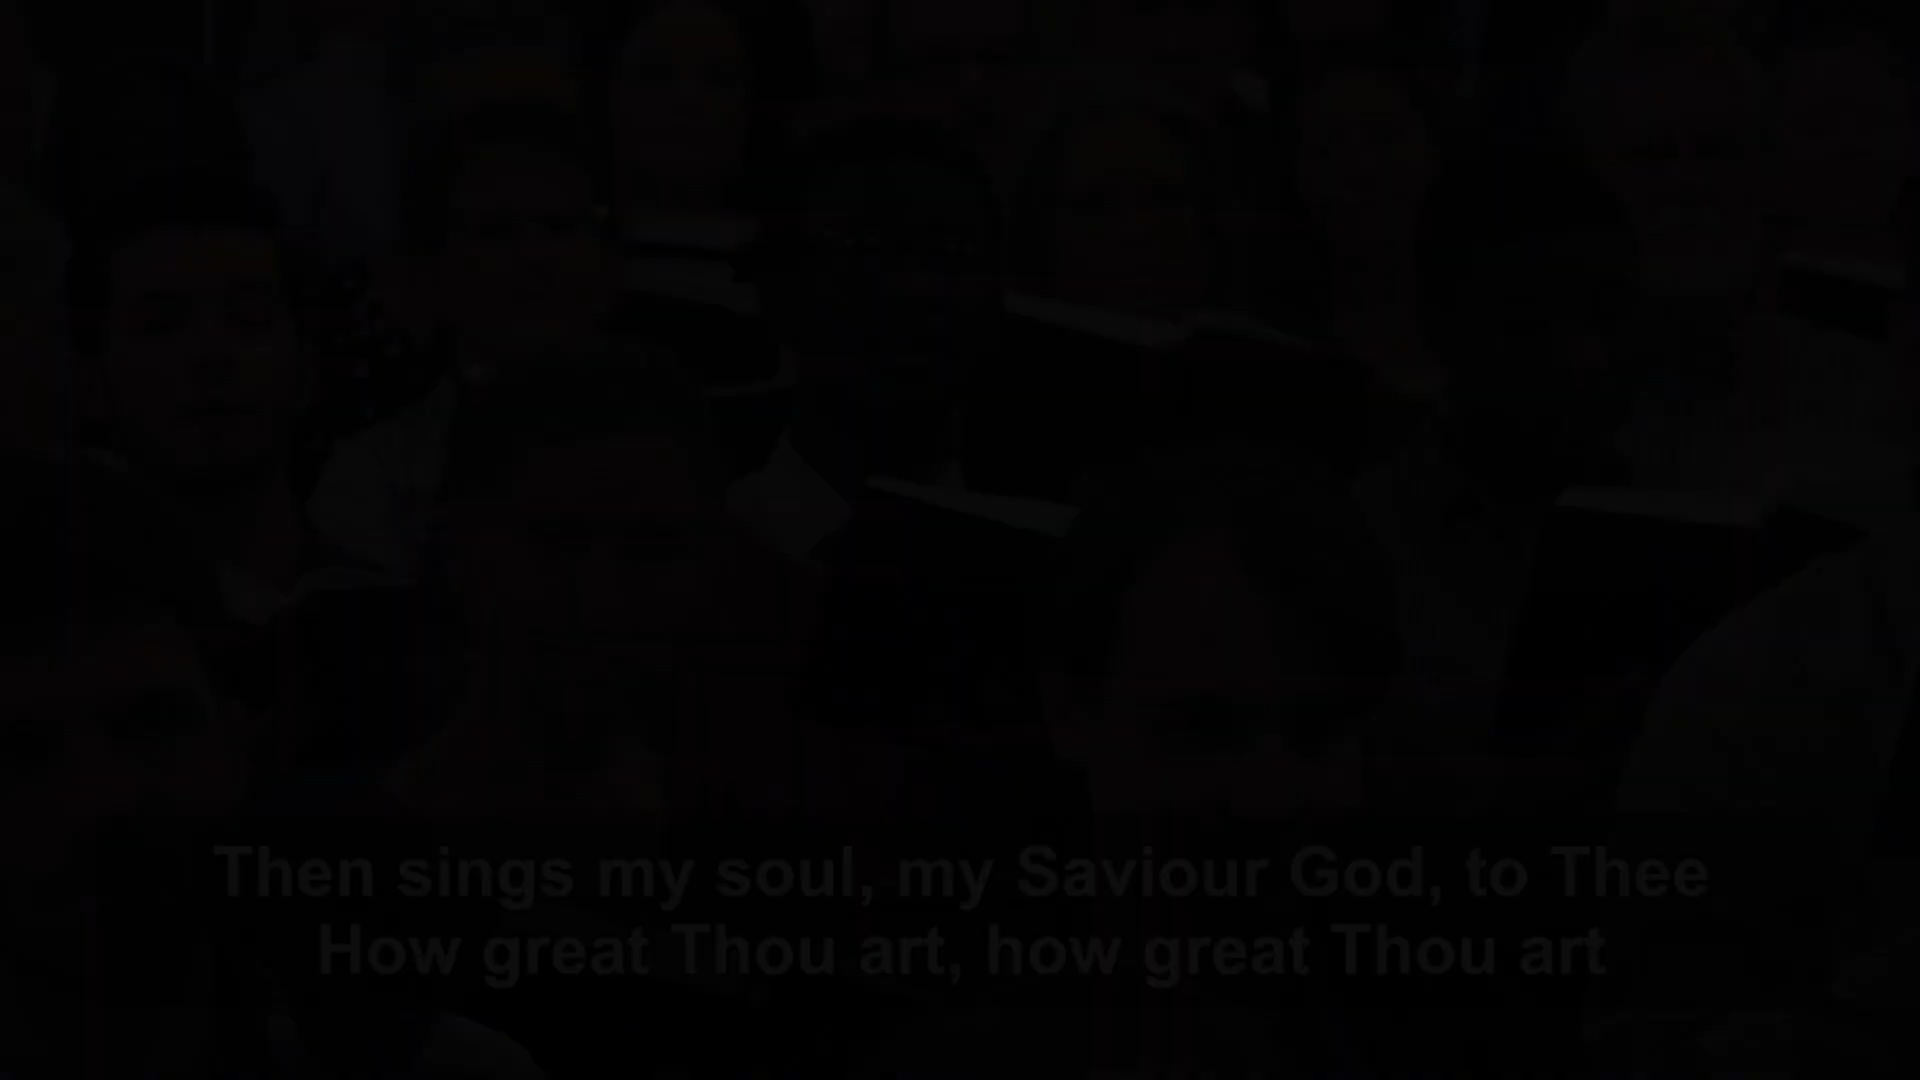 Then sings my soul, my Saviour God, to Thee
How great Thou art, how great Thou art